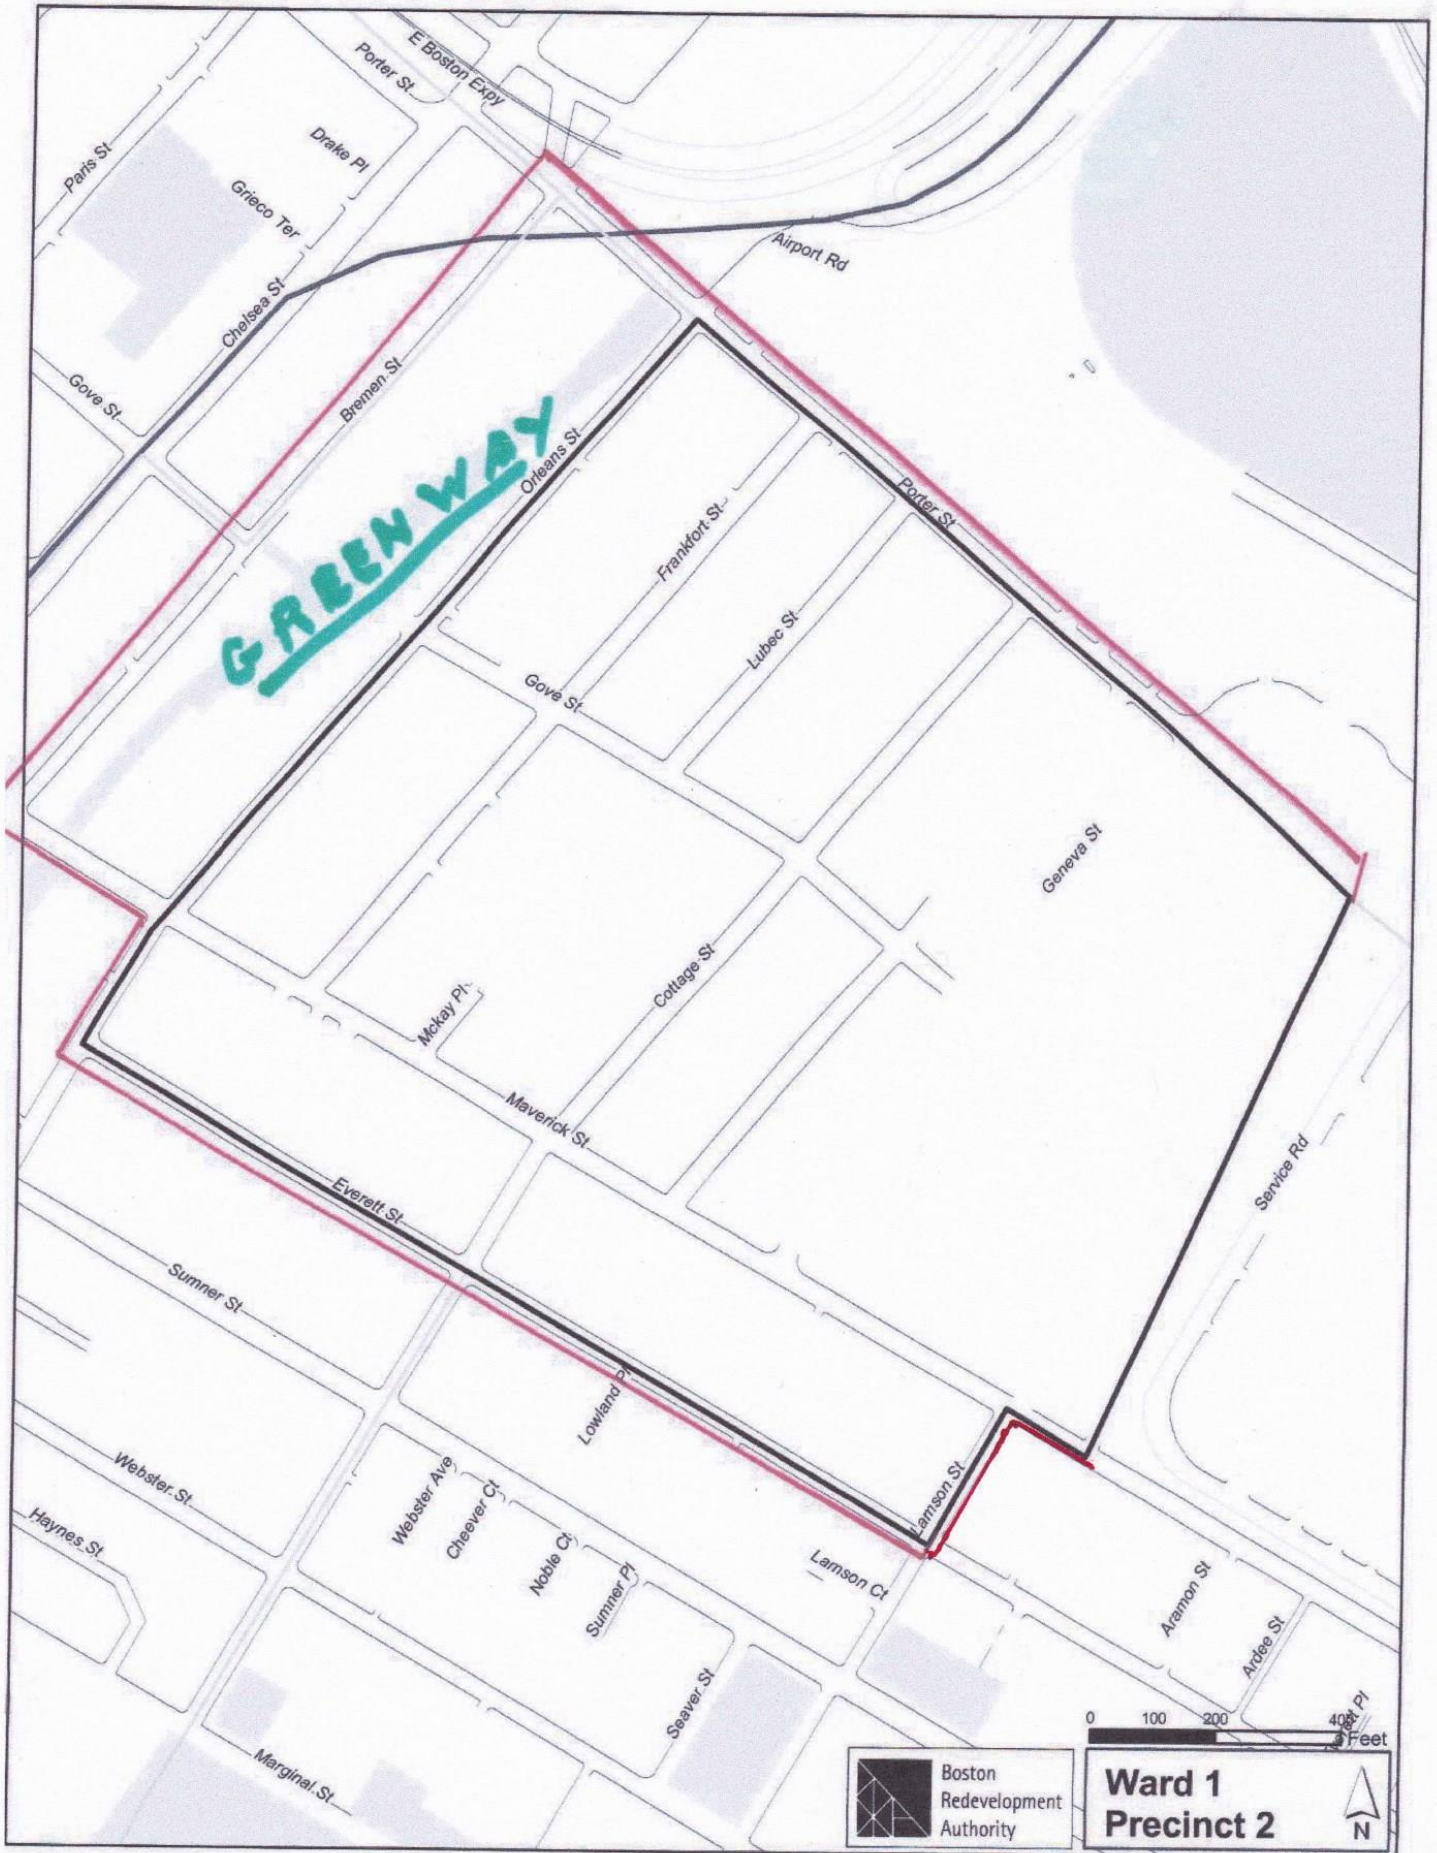 E Boston Expy
Porter St
Drake Pl
Paris St
Grieco Ter
Airport Rd
Chelsea St
Bremen St
Gove St
GREENWAY
Orleans St
Porter St
Frankfort St
Lubec St
Gove St
Geneva St
Cottage St
Mckay Pl
Maverick St
Service Rd
Everett St
Sumner St
Lowland Pl
Webster St
Webster Ave
Cheever Ct
Lamson St
Haynes St
Noble Ct
Sumner Pl
Lamson Ct
Aramon St
Ardee St
Seaver St
Marginal St
0 100 200 400
Feet
Boston
Redevelopment
Authority
Ward 1
Precinct 2
N